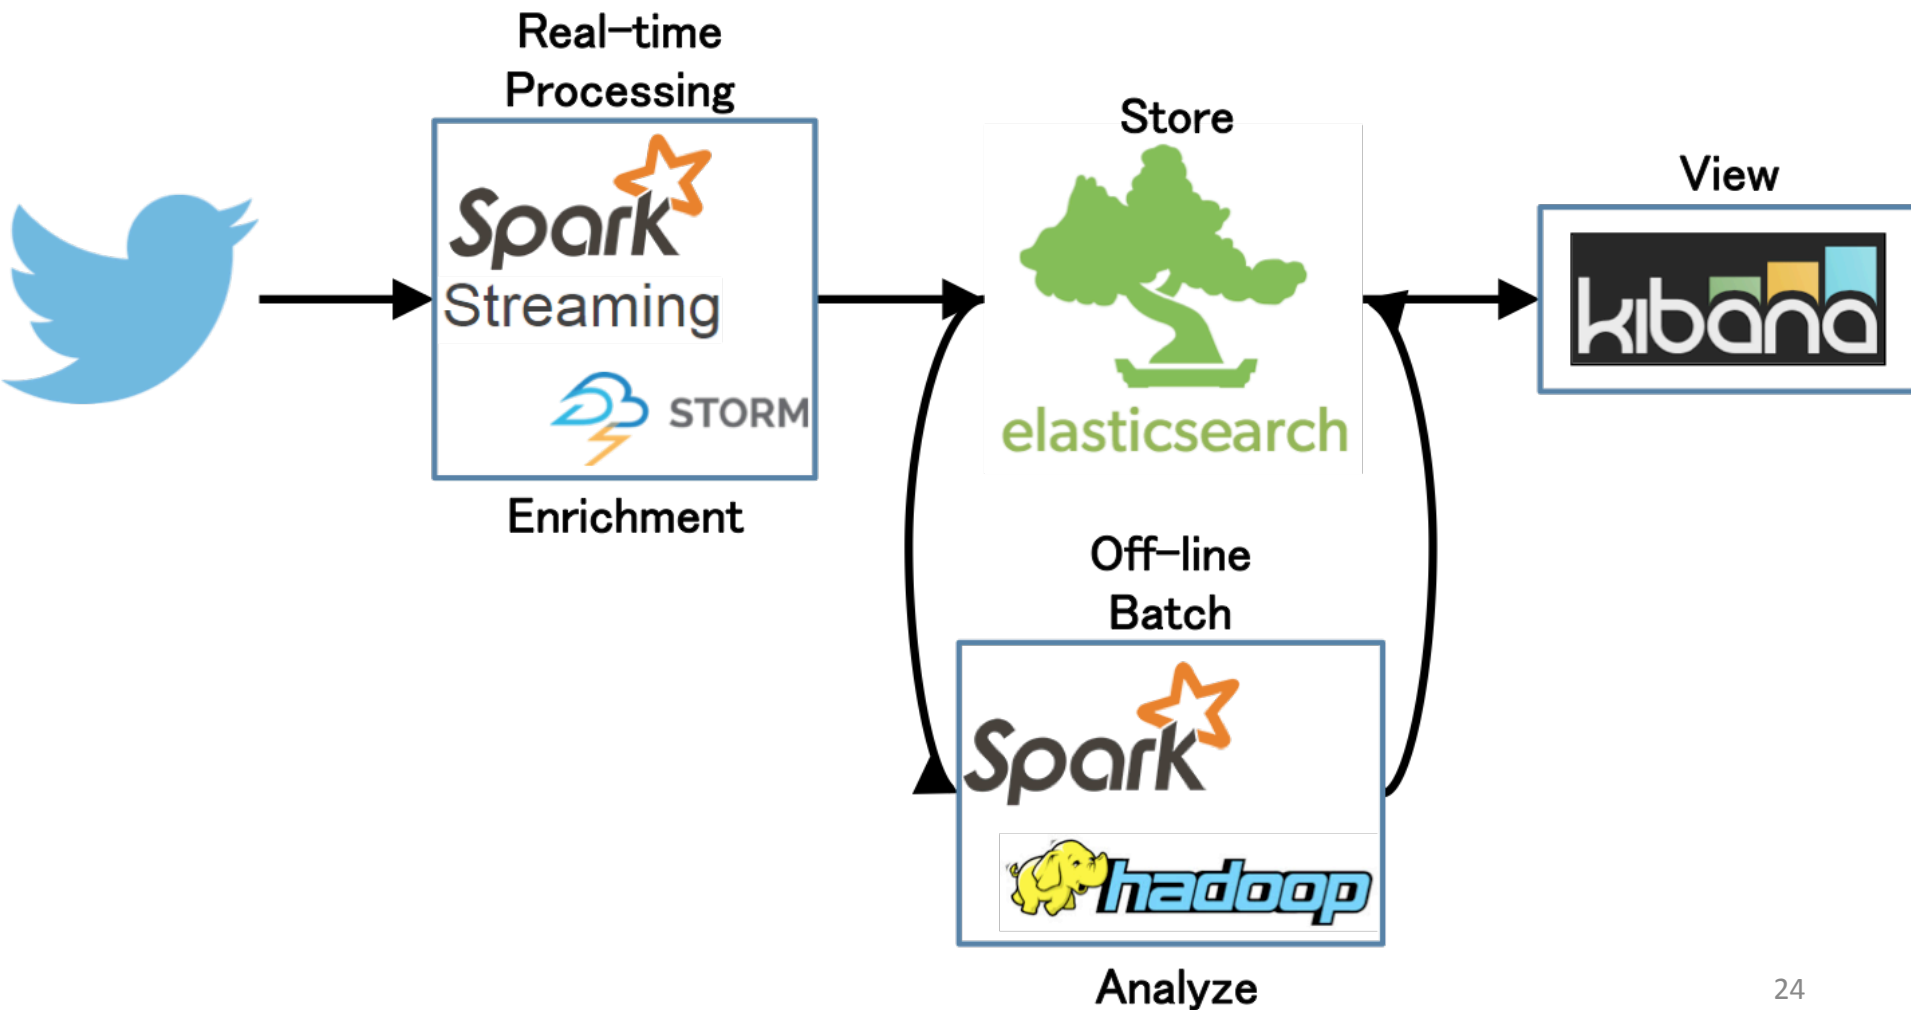 Real-time
Processing
Spark
Streaming
STORM
Enrichment
Store
elasticsearch
View
kibana
Off-line
Batch
Spark
hadoop
Analyze
24